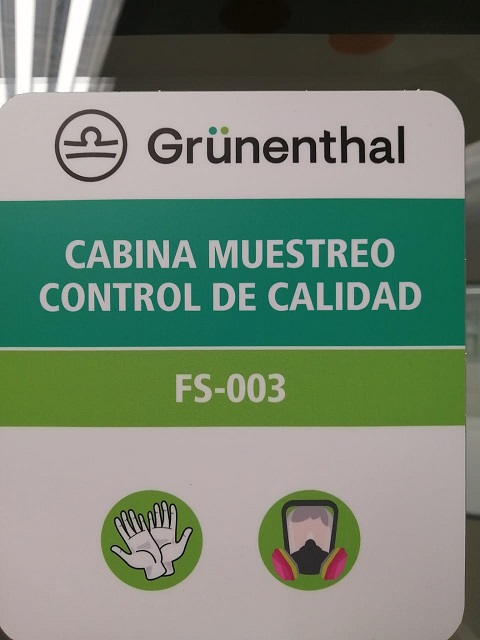 Grünenthal
CABINA MUESTREO
CONTROL DE CALIDAD
FS-003